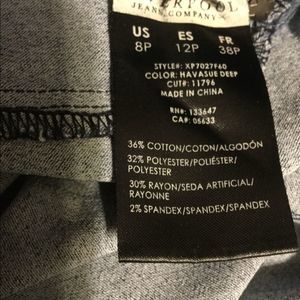 JEANS COMPANY
US ES FR
8P 12P 38P
STYLE#: XP7027F60
COLOR: HAVASUE DEEP
CUT#: 11796
MADE IN CHINA
RN#: 133647
CA#: 05633
36% COTTON/COTON/ALGODÓN
32% POLYESTER/POLIÉSTER/
POLYESTER
30% RAYON/SEDA ARTIFICIAL/
RAYONNE
2% SPANDEX/SPANDEX/SPANDEX